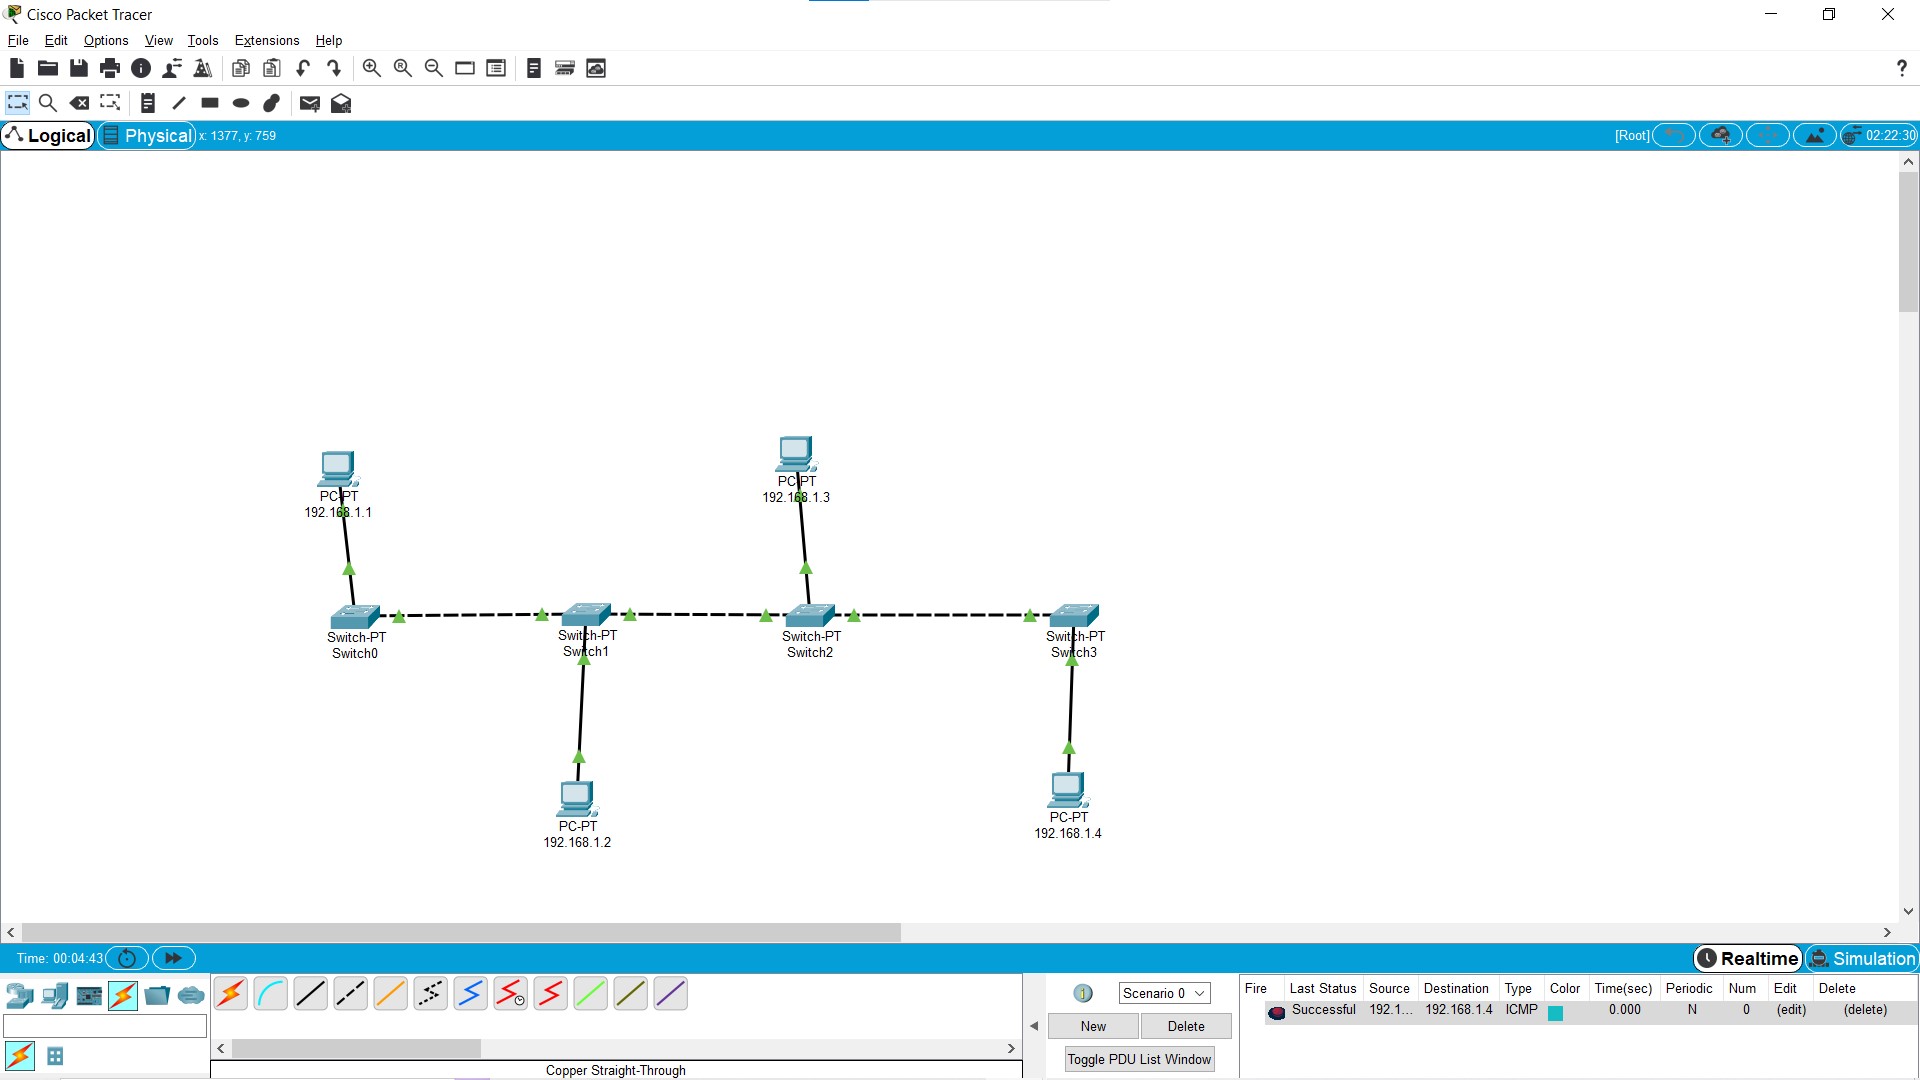 Cisco Packet Tracer
File Edit Options View Tools Extensions Help
?
Logical Physical x: 1377, y: 759 [Root] 02:22:30
PC-PT
192.168.1.3
PC-PT
192.168.1.1
Switch-PT
Switch0
Switch-PT
Switch1
Switch-PT
Switch2
Switch-PT
Switch3
PC-PT
192.168.1.2
PC-PT
192.168.1.4
Time: 00:04:43 Realtime Simulation
Scenario 0
New Delete
Toggle PDU List Window
Fire Last Status Source Destination Type Color Time(sec) Periodic Num Edit Delete
Successful 192.1... 192.168.1.4 ICMP 0.000 N 0 (edit) (delete)
Copper Straight-Through